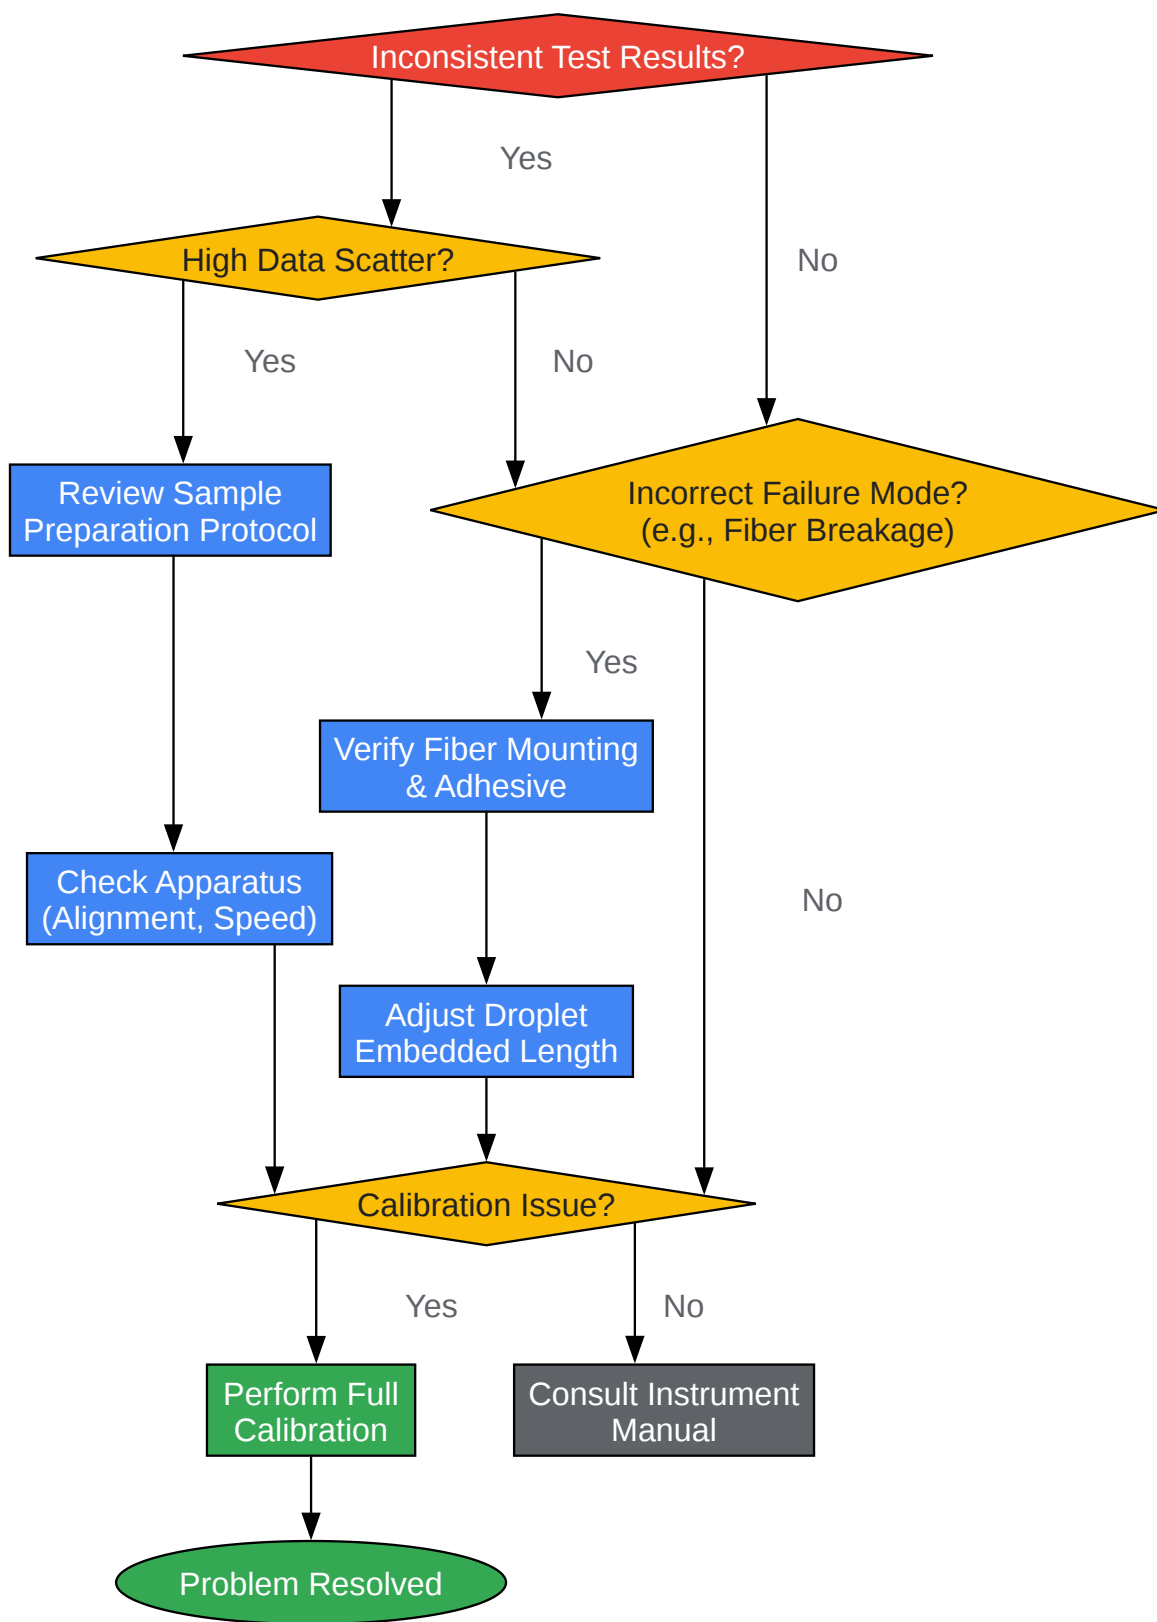 Inconsistent Test Results?
Yes
High Data Scatter?
No
Yes
No
Review Sample
Preparation Protocol
Incorrect Failure Mode?
(e.g., Fiber Breakage)
Yes
Verify Fiber Mounting
& Adhesive
Check Apparatus
(Alignment, Speed)
No
Adjust Droplet
Embedded Length
Calibration Issue?
Yes
No
Perform Full
Calibration
Consult Instrument
Manual
Problem Resolved